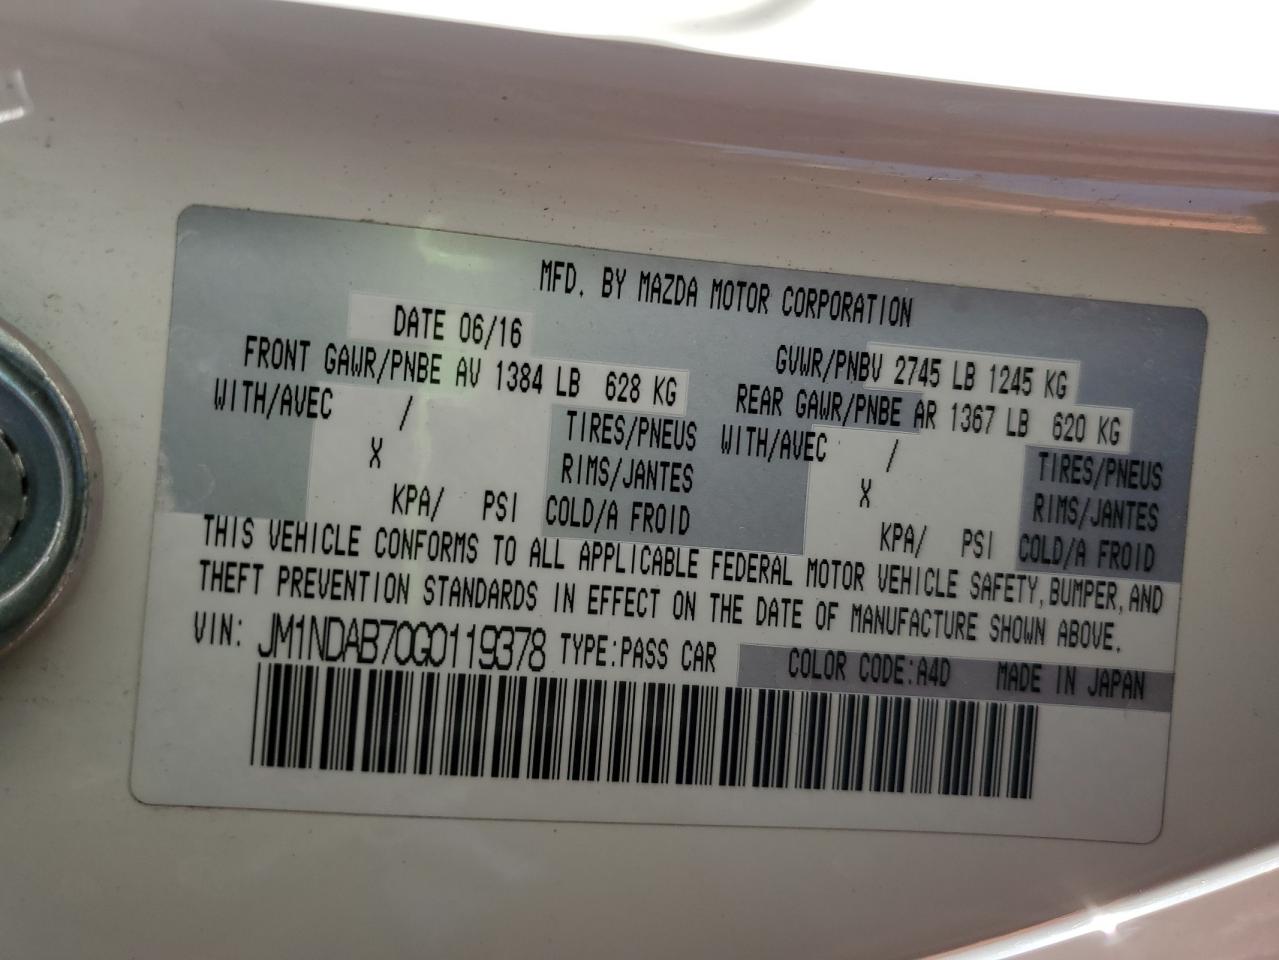 MFD. BY MAZDA MOTOR CORPORATION
DATE 06/16 GVWR/PNBV 2745 LB 1245 KG
FRONT GAWR/PNBE AV 1384 LB 628 KG REAR GAWR/PNBE AR 1367 LB 620 KG
WITH/AVEC / TIRES/PNEUS WITH/AVEC / TIRES/PNEUS
X RIMS/JANTES X RIMS/JANTES
KPA/ PSI COLD/A FROID KPA/ PSI COLD/A FROID
THIS VEHICLE CONFORMS TO ALL APPLICABLE FEDERAL MOTOR VEHICLE SAFETY, BUMPER, AND
THEFT PREVENTION STANDARDS IN EFFECT ON THE DATE OF MANUFACTURE SHOWN ABOVE.
VIN: JM1NDAB70G0119378 TYPE: PASS CAR COLOR CODE: A4D MADE IN JAPAN